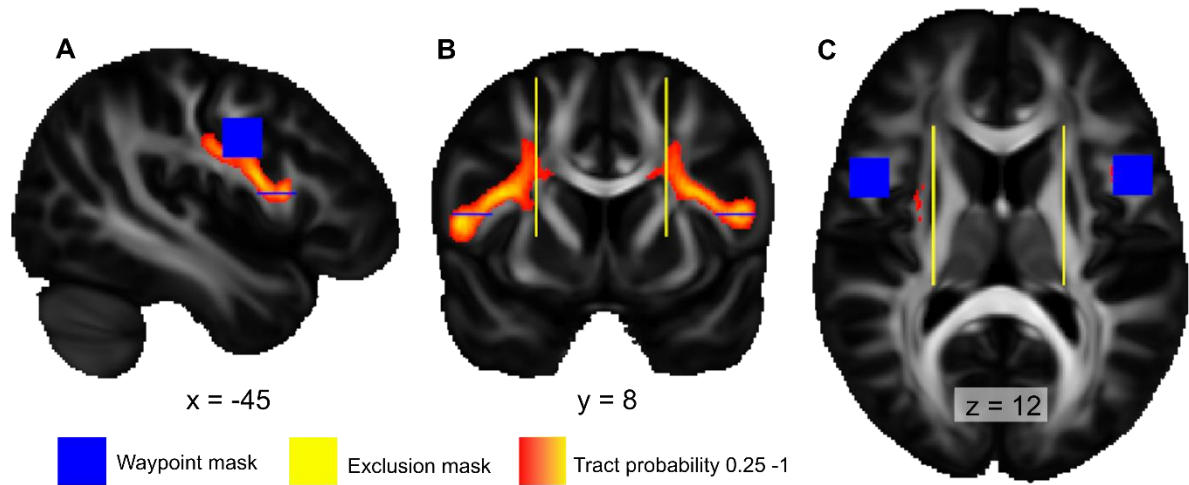 A
B
C
x = -45
y = 8
z = 12
Waypoint mask
Exclusion mask
Tract probability 0.25 -1